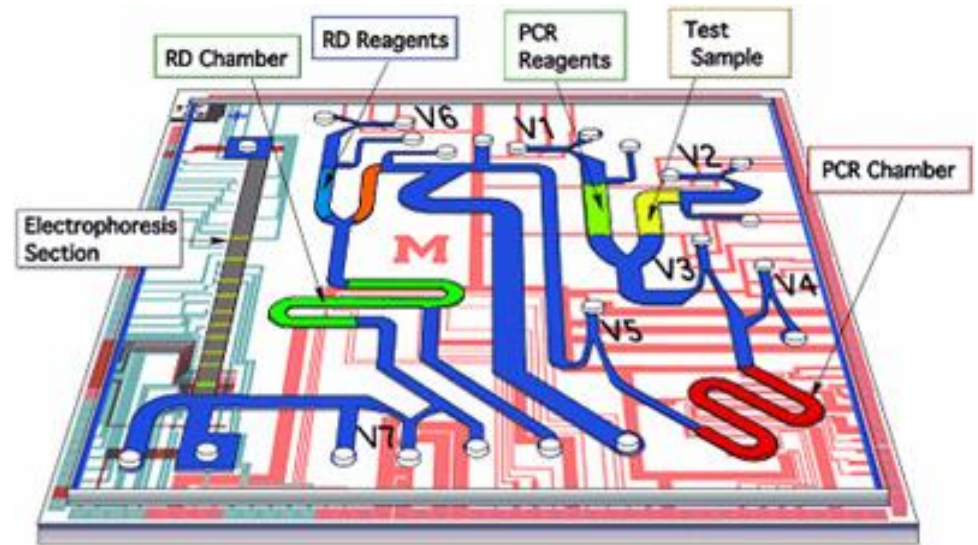 RD Chamber
RD Reagents
PCR
Reagents
Test
Sample
PCR Chamber
Electrophoresis
Section
V6
V1
V2
V3
V4
V5
V7
M